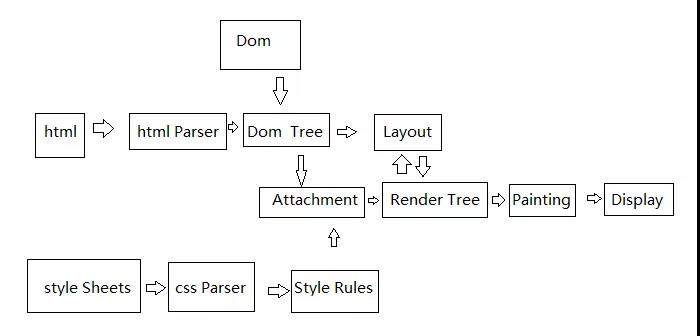 Dom
html
html Parser
Dom Tree
Layout
Attachment
Render Tree
Painting
Display
style Sheets
css Parser
Style Rules